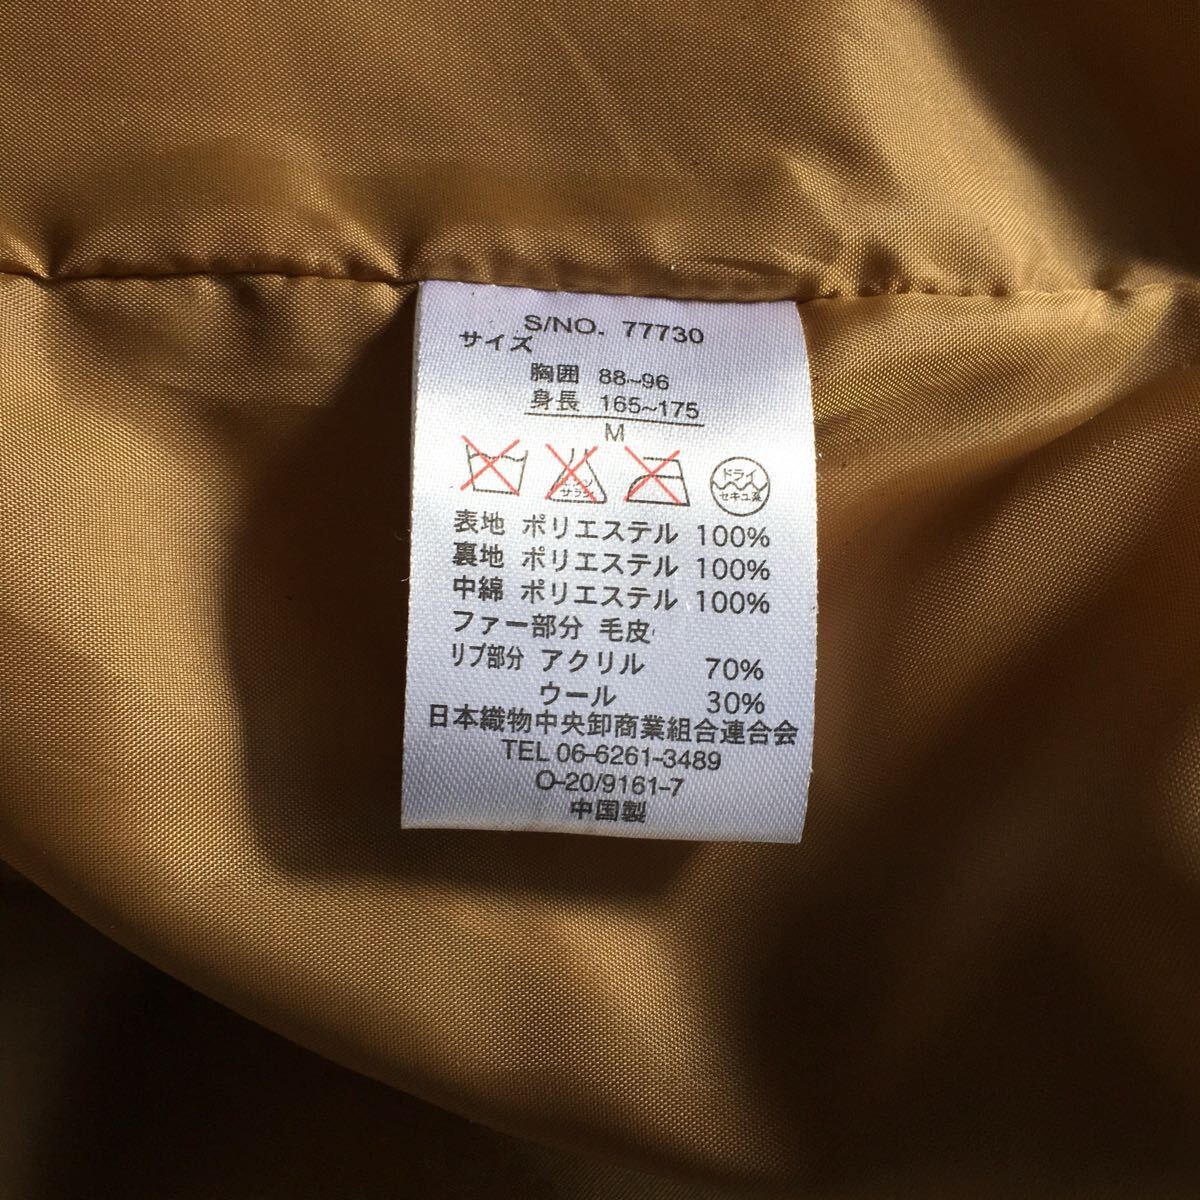 S/NO. 77730
サイズ
胸囲 88~96
身長 165~175
M
サラシ
ドライ
セキユ系
表地 ポリエステル 100%
裏地 ポリエステル 100%
中綿 ポリエステル 100%
ファー部分 毛皮
リブ部分 アクリル 70%
ウール 30%
日本織物中央卸商業組合連合会
TEL 06-6261-3489
O-20/9161-7
中国製